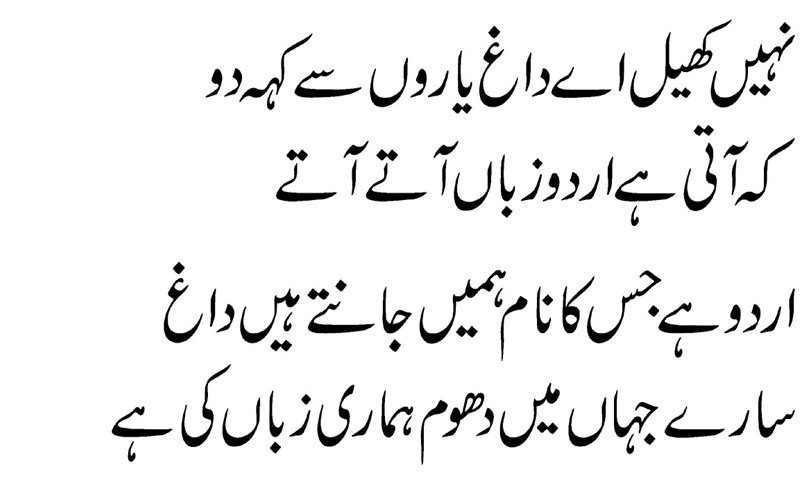 نہیں کھیل اے داغ یاروں سے کہہ دو
کہ آتی ہے اردو زباں آتے آتے
اردو ہے جس کا نام ہمیں جانتے ہیں داغ
سارے جہاں میں دھوم ہماری زباں کی ہے